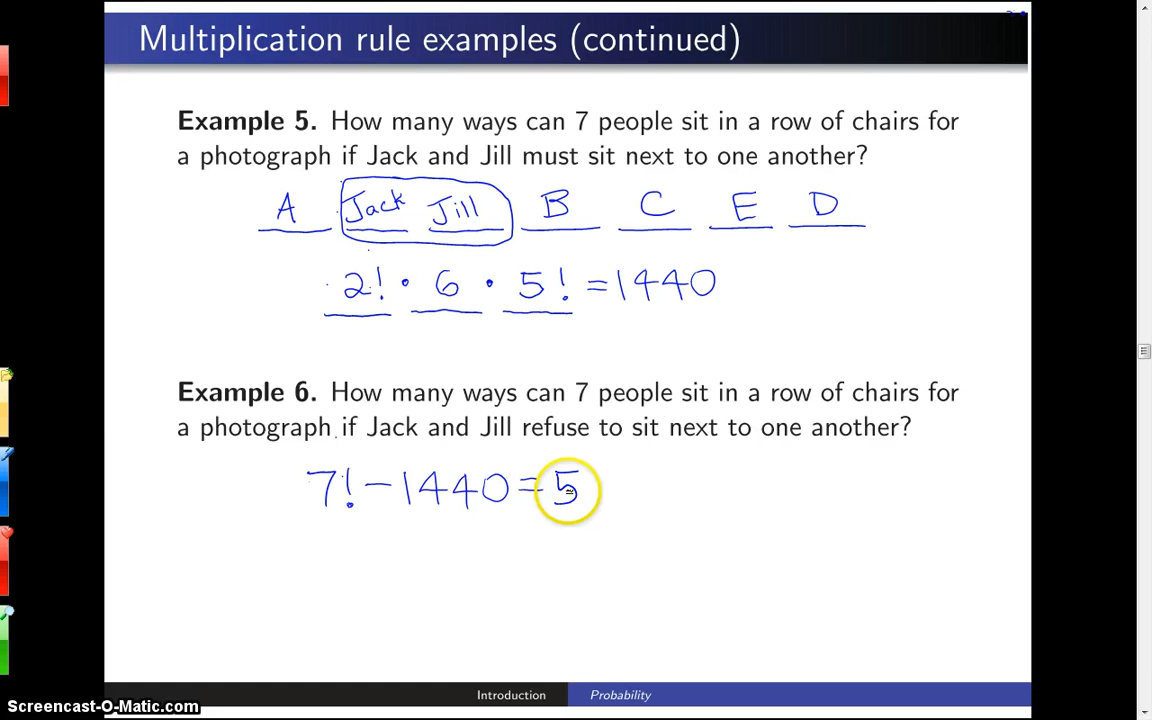 Multiplication rule examples (continued)
Example 5. How many ways can 7 people sit in a row of chairs for
a photograph if Jack and Jill must sit next to one another?
A Jack Jill B C E D
2! · 6 · 5! = 1440
Example 6. How many ways can 7 people sit in a row of chairs for
a photograph if Jack and Jill refuse to sit next to one another?
7! - 1440 = 5
Introduction Probability
Screencast-O-Matic.com